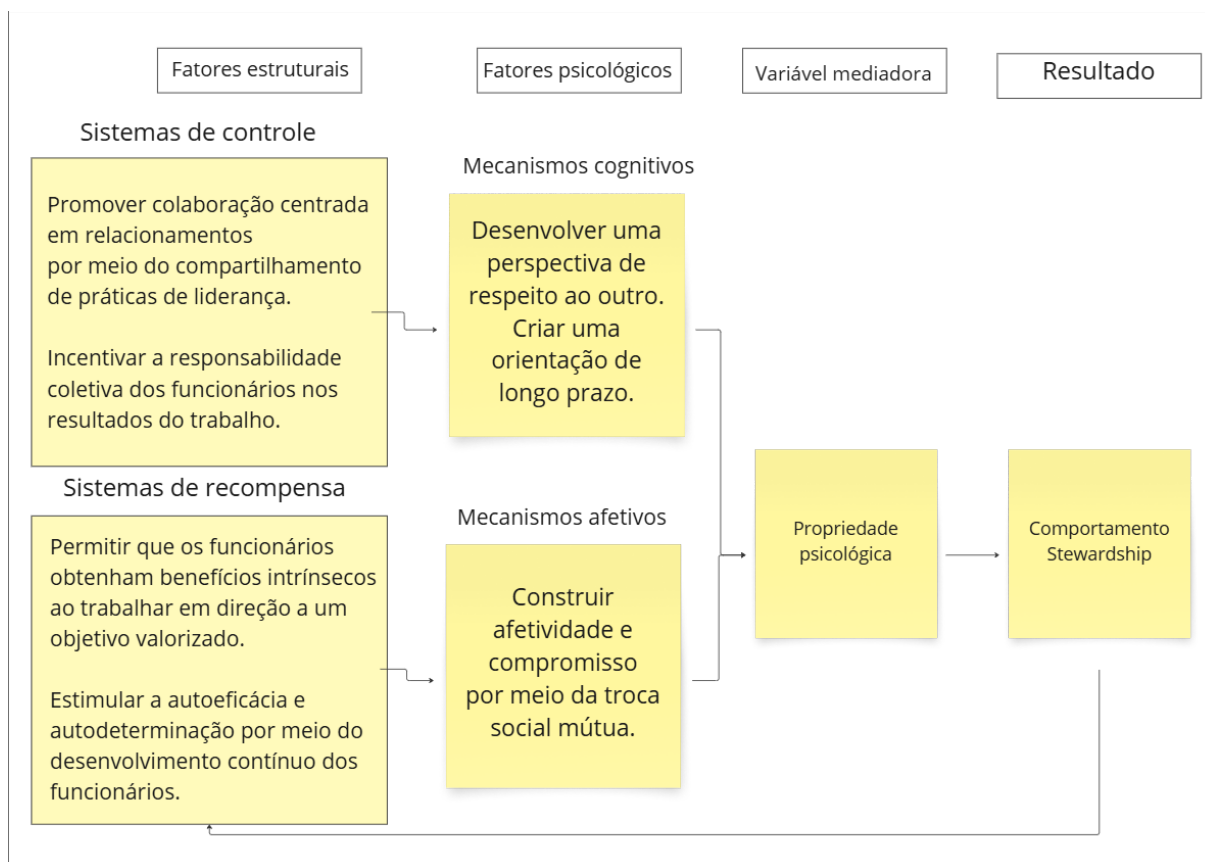 Fatores estruturais
Fatores psicológicos
Variável mediadora
Resultado
Sistemas de controle
Promover colaboração centrada
em relacionamentos
por meio do compartilhamento
de práticas de liderança.
Incentivar a responsabilidade
coletiva dos funcionários nos
resultados do trabalho.
Mecanismos cognitivos
Desenvolver uma
perspectiva de
respeito ao outro.
Criar uma
orientação de
longo prazo.
Sistemas de recompensa
Permitir que os funcionários
obtenham benefícios intrínsecos
ao trabalhar em direção a um
objetivo valorizado.
Estimular a autoeficácia e
autodeterminação por meio do
desenvolvimento contínuo dos
funcionários.
Mecanismos afetivos
Construir
afetividade e
compromisso
por meio da troca
social mútua.
Propriedade
psicológica
Comportamento
Stewardship